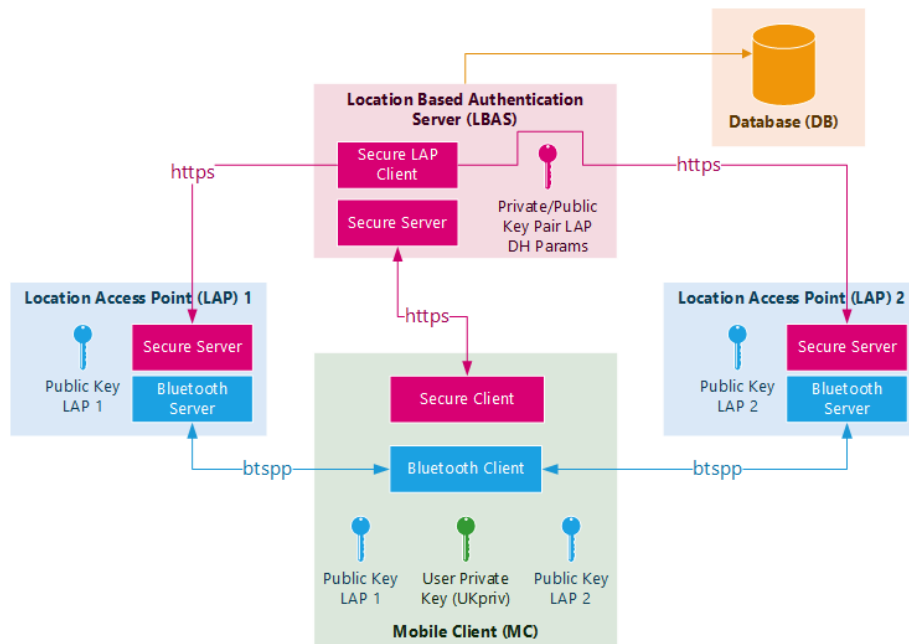 Location Based Authentication
Server (LBAS)
Database (DB)
Secure LAP
Client
https
https
Secure Server
Private/Public
Key Pair LAP
DH Params
Location Access Point (LAP) 1
Location Access Point (LAP) 2
https
Secure Server
Secure Server
Public Key
LAP 1
Bluetooth
Server
Public Key
LAP 2
Bluetooth
Server
Secure Client
btspp
Bluetooth Client
btspp
Public Key
LAP 1
User Private
Key (UKpriv)
Public Key
LAP 2
Mobile Client (MC)